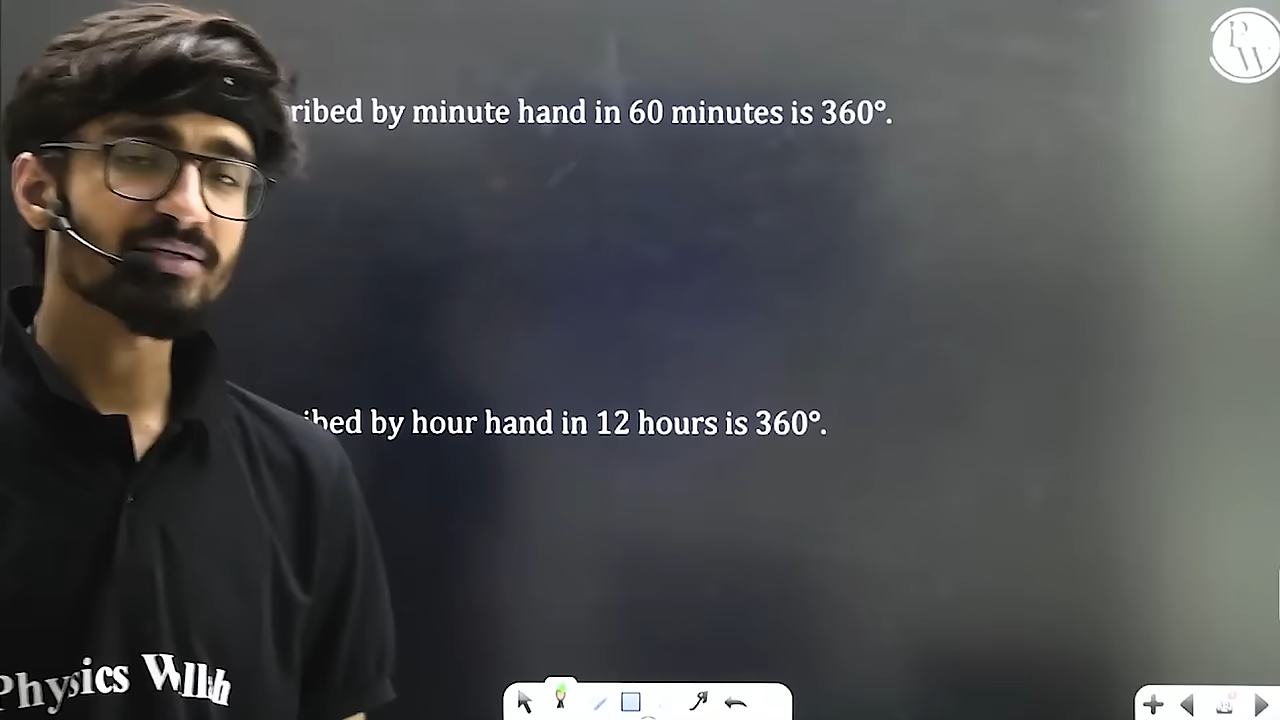 PW
ribed by minute hand in 60 minutes is 360°.
ibed by hour hand in 12 hours is 360°.
Physics Wallah